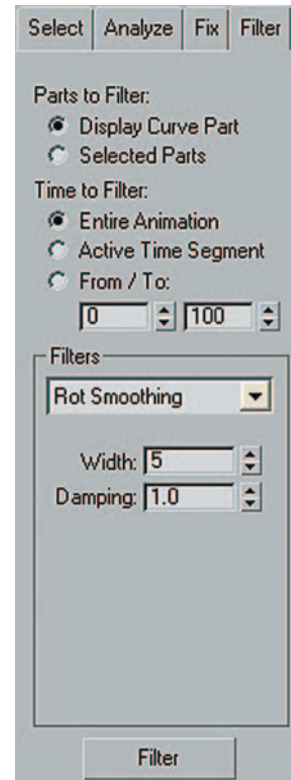 Select Analyze Fix Filter
Parts to Filter:
Display Curve Part
Selected Parts
Time to Filter:
Entire Animation
Active Time Segment
From / To:
0 100
Filters
Rot Smoothing
Width: 5
Damping: 1.0
Filter